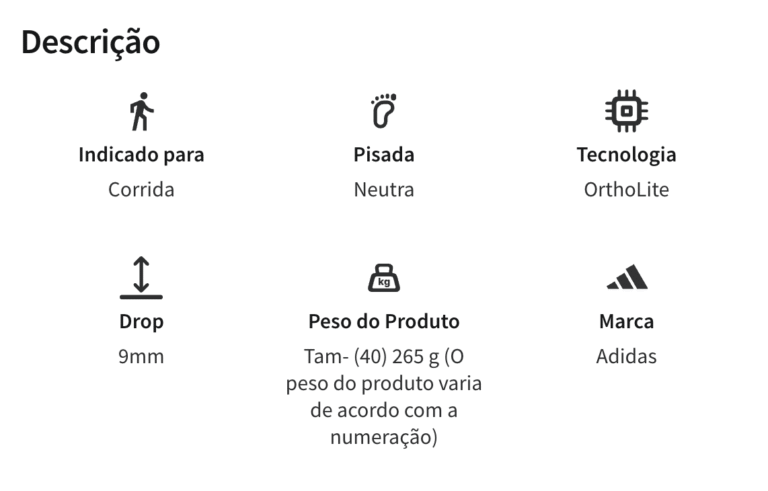 Descrição
Indicado para
Corrida
Pisada
Neutra
Tecnologia
OrthoLite
Drop
9mm
kg
Peso do Produto
Tam- (40) 265 g (O
peso do produto varia
de acordo com a
numeração)
Marca
Adidas